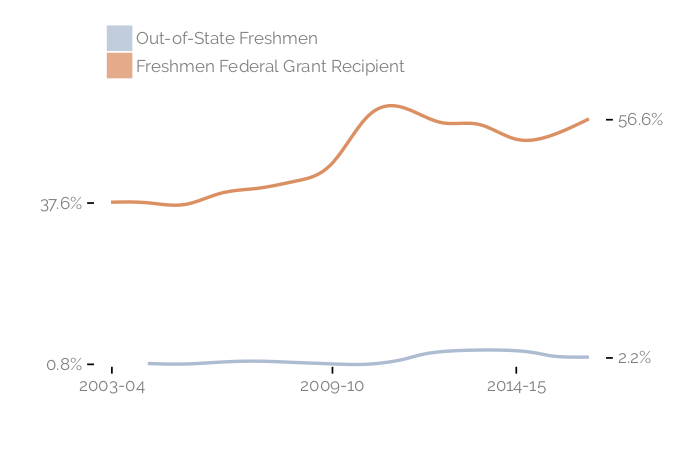 Out-of-State Freshmen
Freshmen Federal Grant Recipient
56.6%
37.6%
0.8%
2.2%
2003-04 2009-10 2014-15